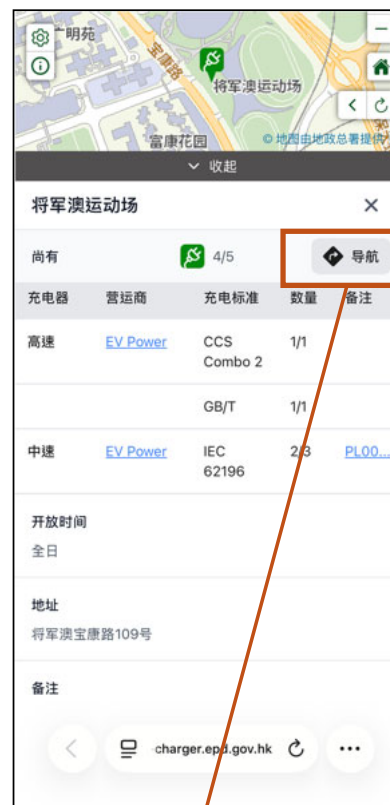 广明苑
宝康路
将军澳运动场
富康花园
©地图由地政总署提供
收起
将军澳运动场
尚有 4/5 导航
充电器 营运商 充电标准 数量 备注
高速 EV Power CCS Combo 2 1/1
GB/T 1/1
中速 EV Power IEC 62196 2/3 PL00...
开放时间
全日
地址
将军澳宝康路109号
备注
charger.epd.gov.hk